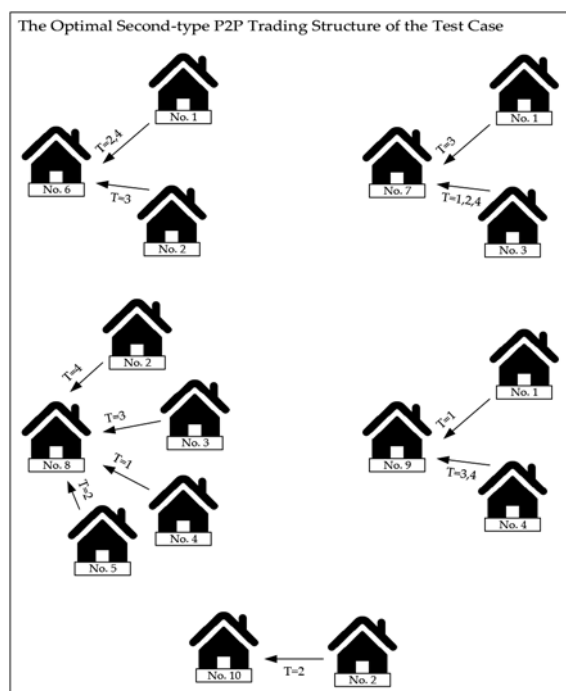 The Optimal Second-type P2P Trading Structure of the Test Case
No. 1
T=2,4
No. 6
T=3
No. 2
No. 1
T=3
No. 7
T=1,2,4
No. 3
No. 2
T=4
T=3
No. 3
No. 8
T=1
T=2
No. 4
No. 5
No. 1
T=1
No. 9
T=3,4
No. 4
No. 10
T=2
No. 2